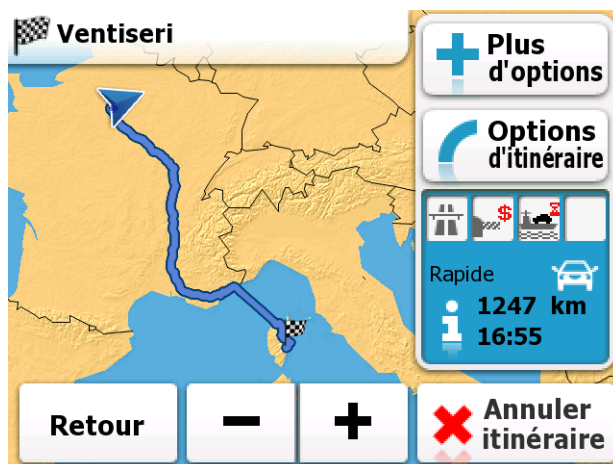 Ventiseri
Plus
d'options
Options
d'itinéraire
$
Rapide
1247 km
16:55
Retour
Annuler
itinéraire